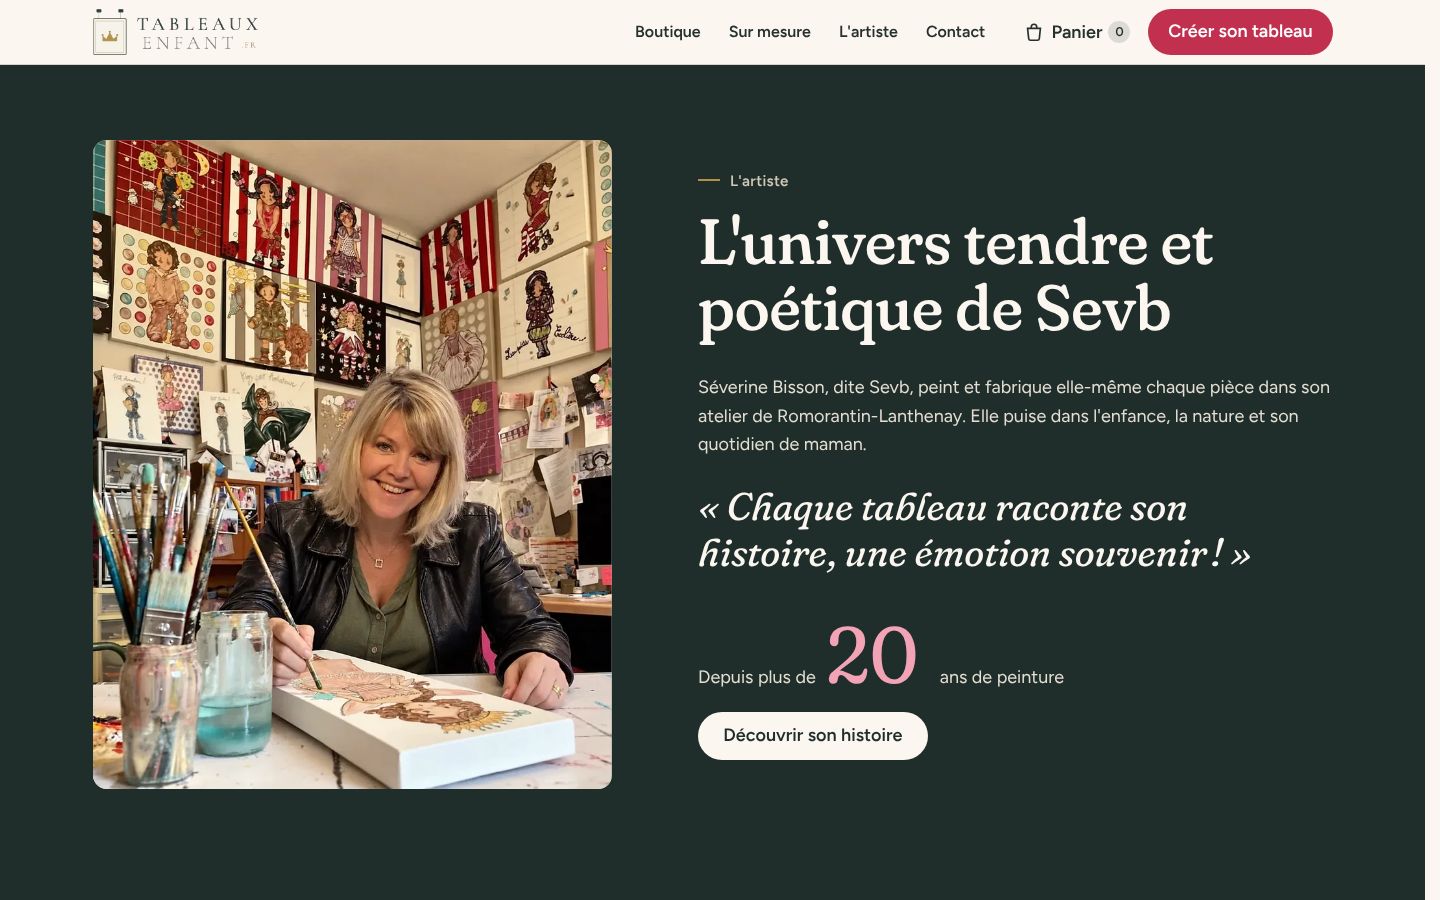 TABLEAUX
ENFANT .FR
Boutique
Sur mesure
L'artiste
Contact
Panier 0
Créer son tableau
L'artiste
L'univers tendre et
poétique de Sevb
Séverine Bisson, dite Sevb, peint et fabrique elle-même chaque pièce dans son
atelier de Romorantin-Lanthenay. Elle puise dans l'enfance, la nature et son
quotidien de maman.
« Chaque tableau raconte son
histoire, une émotion souvenir ! »
Depuis plus de 20 ans de peinture
Découvrir son histoire